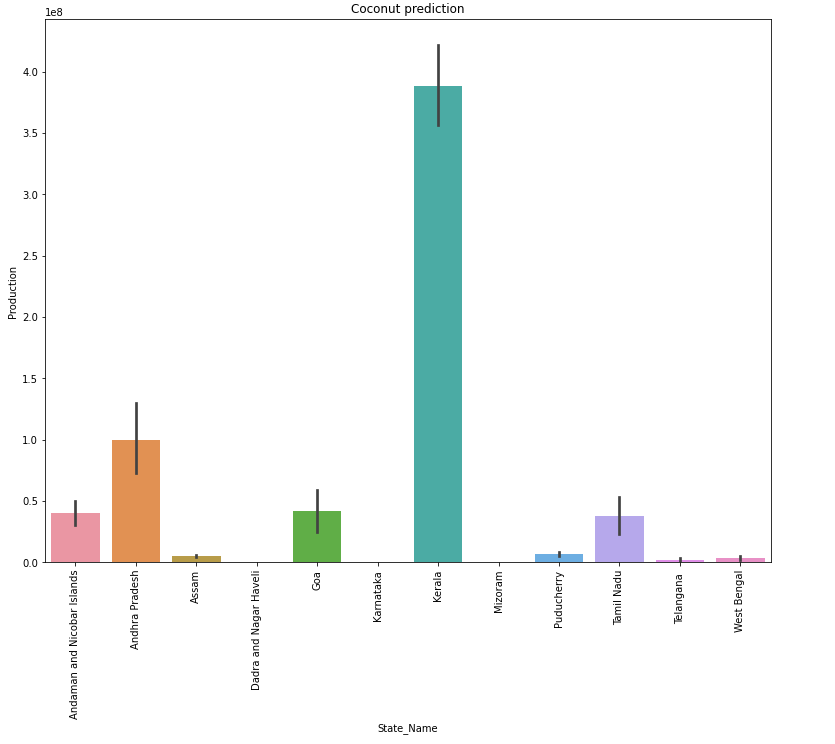 Coconut prediction
1e8
4.0
3.5
3.0
2.5
2.0
1.5
1.0
0.5
0.0
Production
Andaman and Nicobar Islands
Andhra Pradesh
Assam
Dadra and Nagar Haveli
Goa
Karnataka
Kerala
Mizoram
Puducherry
Tamil Nadu
Telangana
West Bengal
State_Name